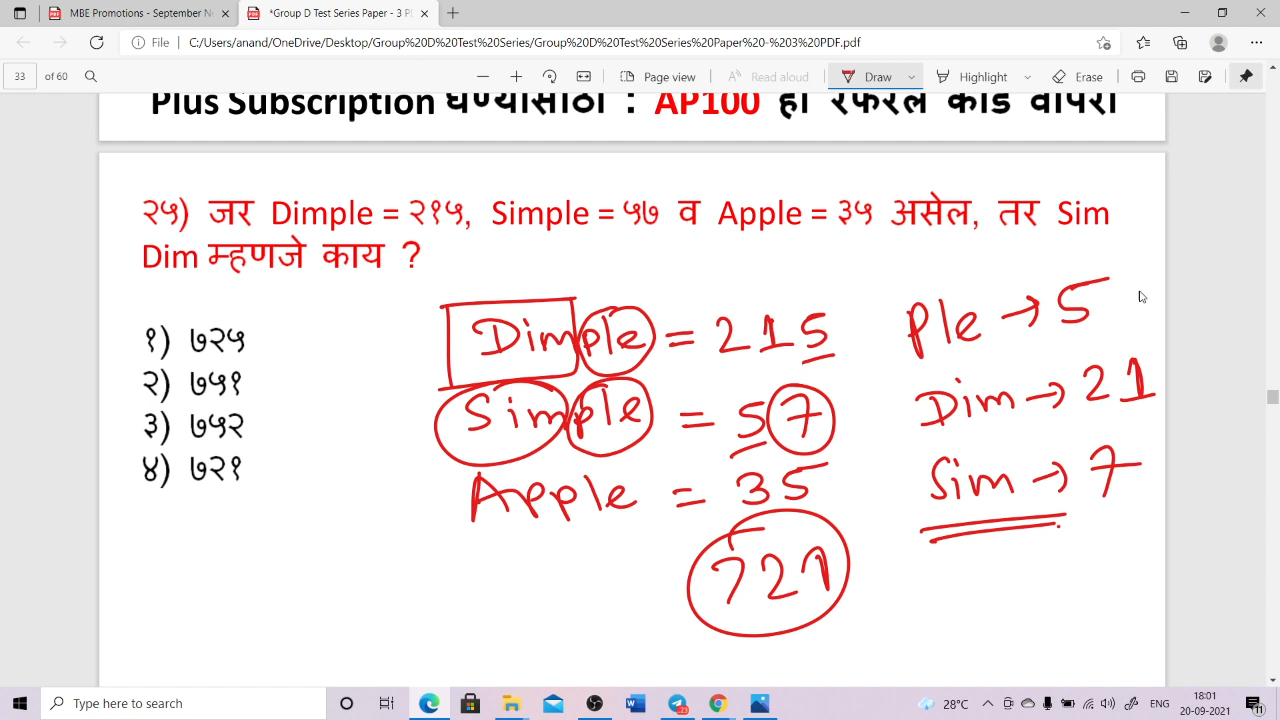 MBE Promotions - September N
*Group D Test Series Paper - 3 PD
File C:/Users/anand/OneDrive/Desktop/Group%20D%20Test%20Series/Group%20D%20Test%20Series%20Paper%20-%203%20PDF.pdf
33 of 60 Page view Read aloud Draw Highlight Erase
Plus Subscription घेण्यासाठी : AP100 हा रेफरल कोड वापरा
२५) जर Dimple = २१५, Simple = ५७ व Apple = ३५ असेल, तर Sim
Dim म्हणजे काय ?
१) ७२५
२) ७५१
३) ७५२
४) ७२१
Dimple = 215
Simple = 57
Apple = 35
721
Ple → 5
Dim → 21
Sim → 7
Type here to search
28°C ENG 18:01
20-09-2021